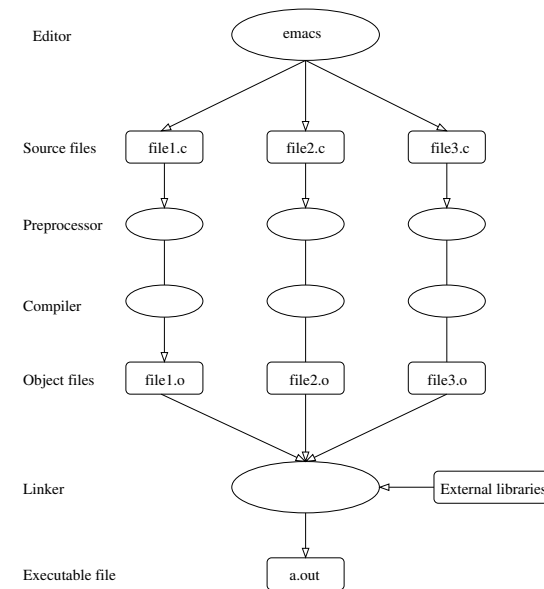 Editor
emacs
Source files
file1.c
file2.c
file3.c
Preprocessor
Compiler
Object files
file1.o
file2.o
file3.o
Linker
External libraries
Executable file
a.out